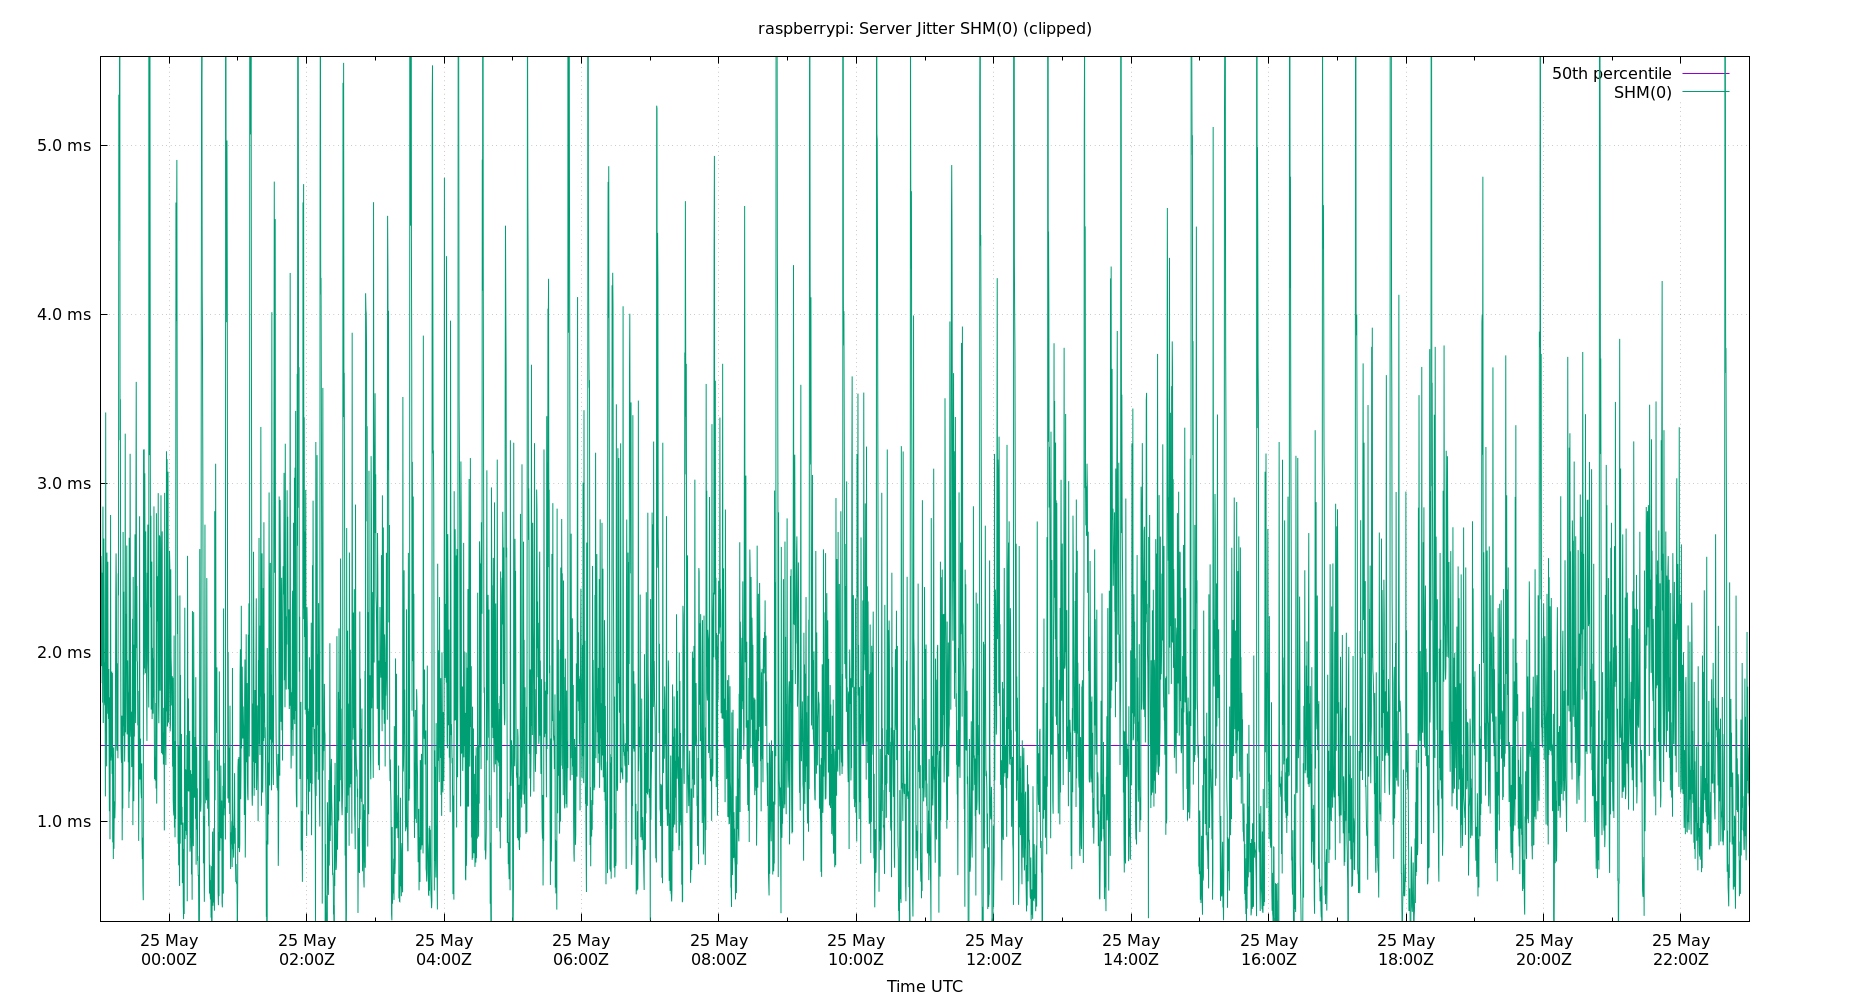 raspberrypi: Server Jitter SHM(0) (clipped)
50th percentile
SHM(0)
5.0 ms
4.0 ms
3.0 ms
2.0 ms
1.0 ms
25 May 25 May 25 May 25 May 25 May 25 May 25 May 25 May 25 May 25 May 25 May 25 May
00:00Z 02:00Z 04:00Z 06:00Z 08:00Z 10:00Z 12:00Z 14:00Z 16:00Z 18:00Z 20:00Z 22:00Z
Time UTC